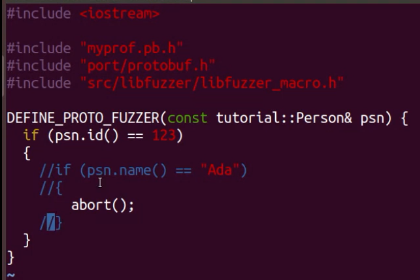 #include <iostream>
#include "myprof.pb.h"
#include "port/protobuf.h"
#include "src/libfuzzer/libfuzzer_macro.h"
DEFINE_PROTO_FUZZER(const tutorial::Person& psn) {
if (psn.id() == 123)
{
//if (psn.name() == "Ada")
//{
abort();
//}
}
}
~